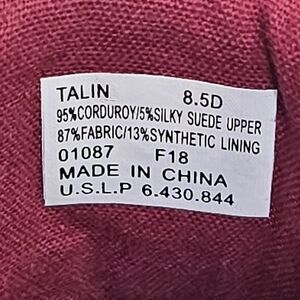 TALIN 8.5D
95%CORDUROY/5%SILKY SUEDE UPPER
87%FABRIC/13%SYNTHETIC LINING
01087 F18
MADE IN CHINA
U.S.L.P 6.430.844